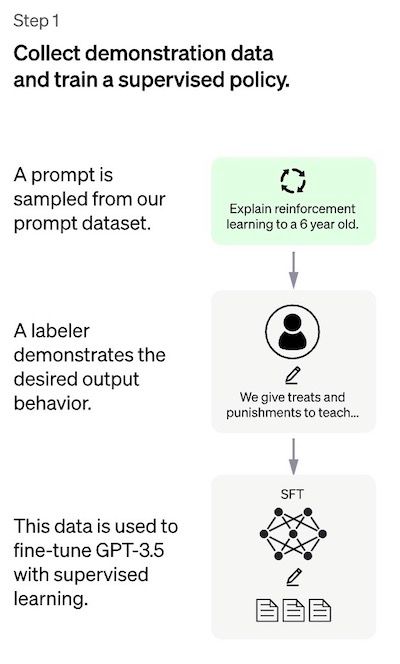 Step 1
Collect demonstration data
and train a supervised policy.
A prompt is
sampled from our
prompt dataset.
Explain reinforcement
learning to a 6 year old.
A labeler
demonstrates the
desired output
behavior.
We give treats and
punishments to teach...
This data is used to
fine-tune GPT-3.5
with supervised
learning.
SFT